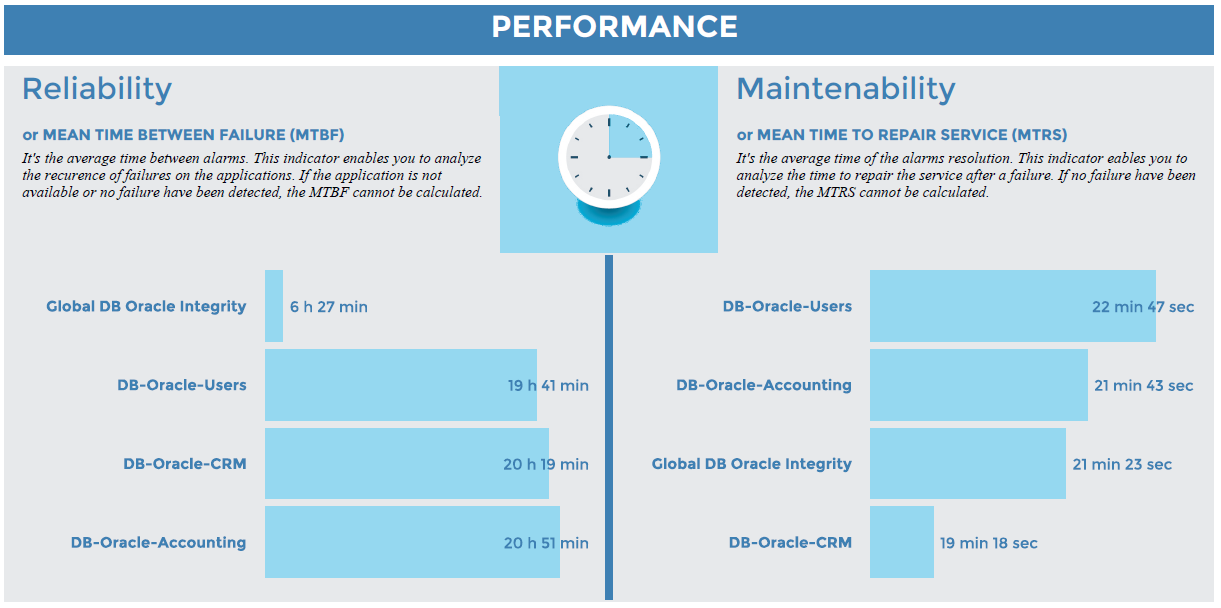 PERFORMANCE
Reliability
or MEAN TIME BETWEEN FAILURE (MTBF)
It's the average time between alarms. This indicator enables you to analyze
the recurence of failures on the applications. If the application is not
available or no failure have been detected, the MTBF cannot be calculated.
Global DB Oracle Integrity 6 h 27 min
DB-Oracle-Users 19 h 41 min
DB-Oracle-CRM 20 h 19 min
DB-Oracle-Accounting 20 h 51 min
Maintenability
or MEAN TIME TO REPAIR SERVICE (MTRS)
It's the average time of the alarms resolution. This indicator eables you to
analyze the time to repair the service after a failure. If no failure have been
detected, the MTRS cannot be calculated.
DB-Oracle-Users 22 min 47 sec
DB-Oracle-Accounting 21 min 43 sec
Global DB Oracle Integrity 21 min 23 sec
DB-Oracle-CRM 19 min 18 sec